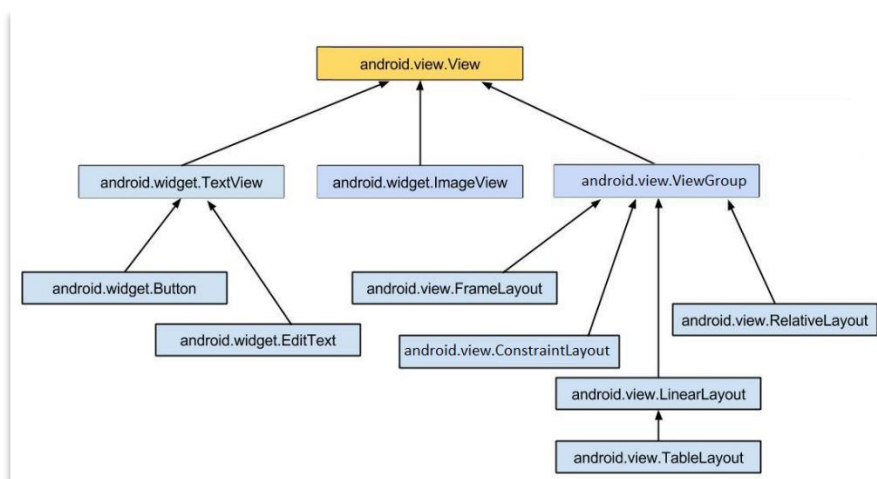 android.view.View
android.widget.TextView
android.widget.ImageView
android.view.ViewGroup
android.widget.Button
android.view.FrameLayout
android.view.RelativeLayout
android.widget.EditText
android.view.ConstraintLayout
android.view.LinearLayout
android.view.TableLayout